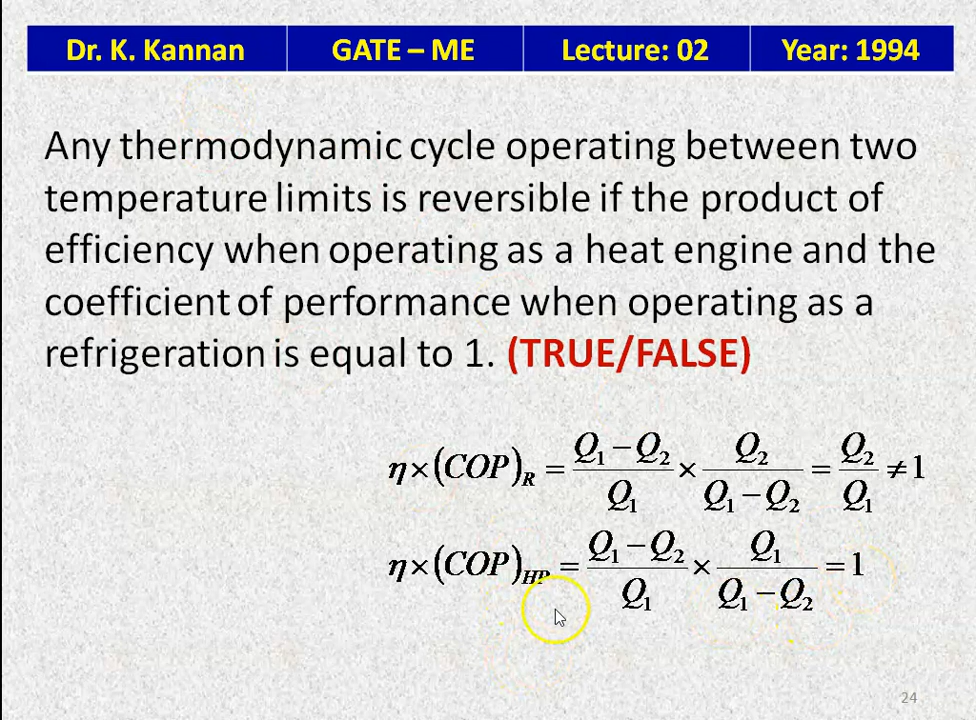 Dr. K. Kannan GATE – ME Lecture: 02 Year: 1994
Any thermodynamic cycle operating between two
temperature limits is reversible if the product of
efficiency when operating as a heat engine and the
coefficient of performance when operating as a
refrigeration is equal to 1. (TRUE/FALSE)
η × (COP)_R = (Q₁ − Q₂)/Q₁ × Q₂/(Q₁ − Q₂) = Q₂/Q₁ ≠ 1
η × (COP)_HP = (Q₁ − Q₂)/Q₁ × Q₁/(Q₁ − Q₂) = 1
24